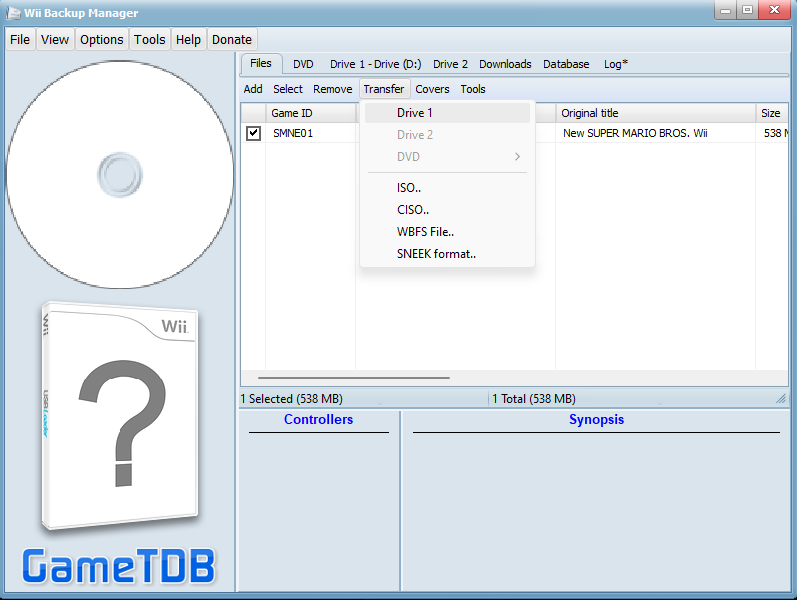 Wii Backup Manager
File View Options Tools Help Donate
Files DVD Drive 1 - Drive (D:) Drive 2 Downloads Database Log*
Add Select Remove Transfer Covers Tools
Game ID Original title Size
SMNE01 New SUPER MARIO BROS. Wii 538 M
Drive 1
Drive 2
DVD
ISO..
CISO..
WBFS File..
SNEEK format..
1 Selected (538 MB) 1 Total (538 MB)
Controllers Synopsis
Wii
Wii
USB Loader
?
GameTDB